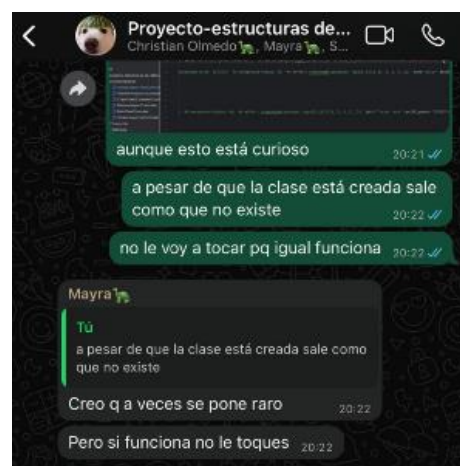 Proyecto-estructuras de...
Christian Olmedo🦕, Mayra🦕, S...
aunque esto está curioso
20:21
a pesar de que la clase está creada sale
como que no existe
20:22
no le voy a tocar pq igual funciona 20:22
Mayra🦕
Tú
a pesar de que la clase está creada sale como
que no existe
Creo q a veces se pone raro
20:22
Pero si funciona no le toques 20:22